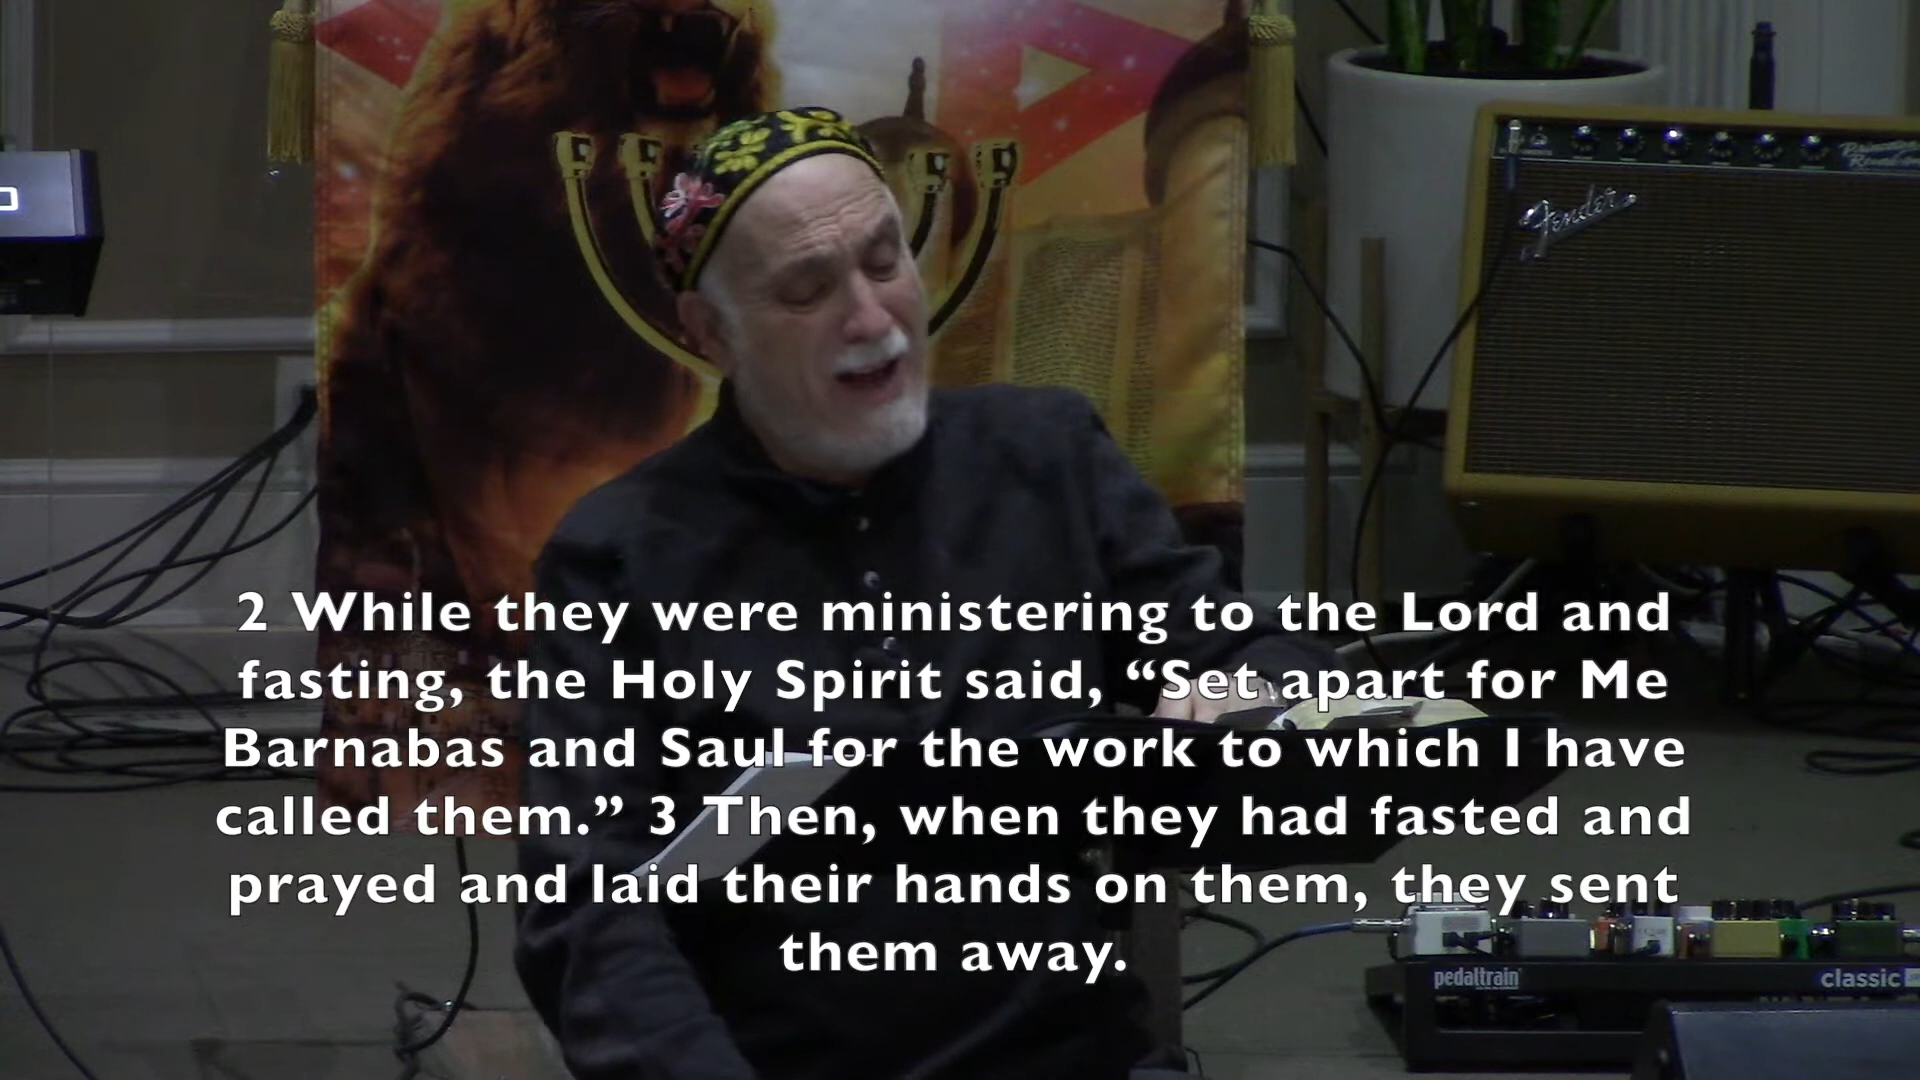 Fender
2 While they were ministering to the Lord and
fasting, the Holy Spirit said, “Set apart for Me
Barnabas and Saul for the work to which I have
called them.” 3 Then, when they had fasted and
prayed and laid their hands on them, they sent
them away.
pedaltrain
classic